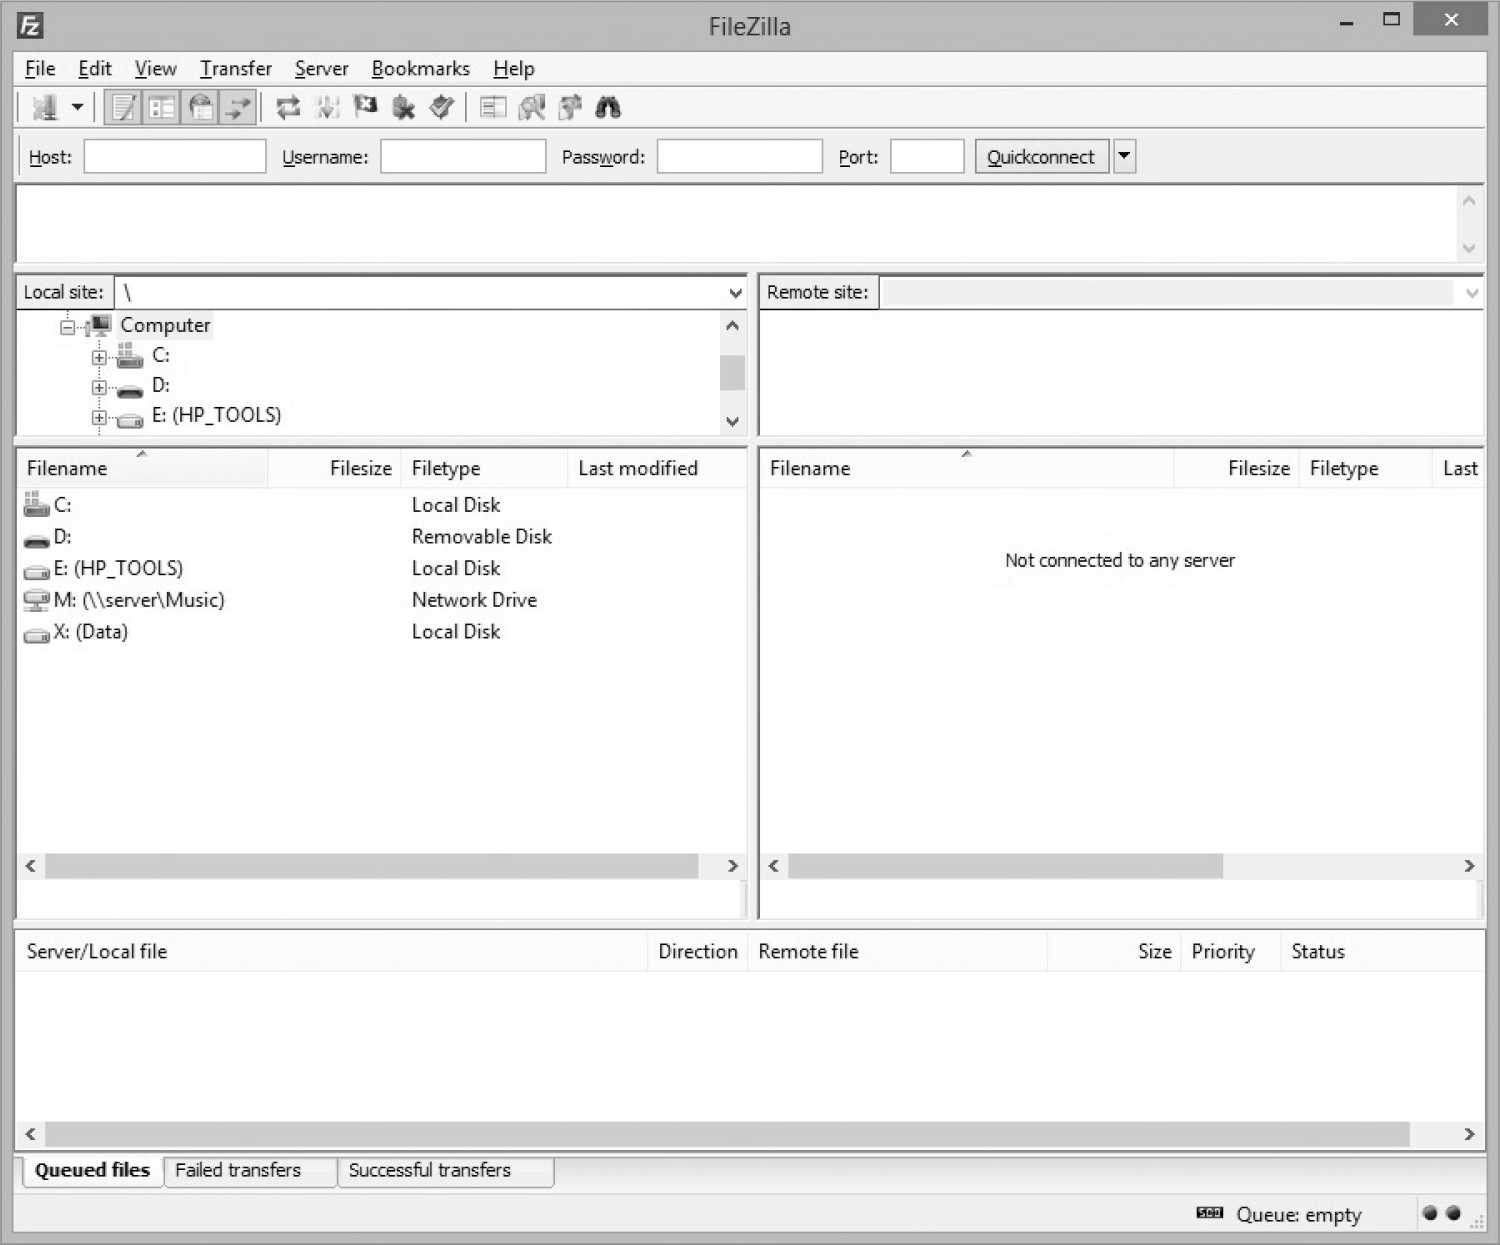 Fz FileZilla
File Edit View Transfer Server Bookmarks Help
Host: Username: Password: Port: Quickconnect
Local site: \
Computer
C:
D:
E: (HP_TOOLS)
Remote site:
Filename Filesize Filetype Last modified
C: Local Disk
D: Removable Disk
E: (HP_TOOLS) Local Disk
M: (\\server\Music) Network Drive
X: (Data) Local Disk
Filename Filesize Filetype Last
Not connected to any server
Server/Local file Direction Remote file Size Priority Status
Queued files Failed transfers Successful transfers
Queue: empty